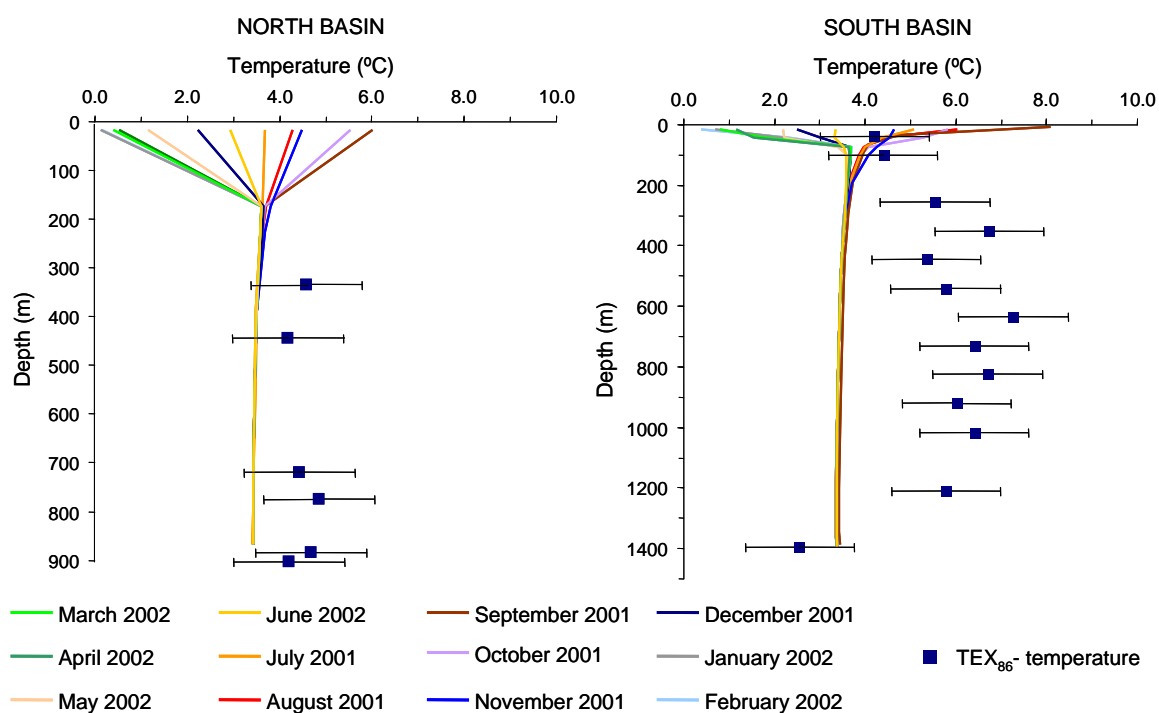 NORTH BASIN
Temperature (ºC)
0.0 2.0 4.0 6.0 8.0 10.0
0
100
200
300
400
500
600
700
800
900
Depth (m)
SOUTH BASIN
Temperature (ºC)
0.0 2.0 4.0 6.0 8.0 10.0
0
200
400
600
800
1000
1200
1400
Depth (m)
March 2002 June 2002 September 2001 December 2001
April 2002 July 2001 October 2001 January 2002 TEX86- temperature
May 2002 August 2001 November 2001 February 2002